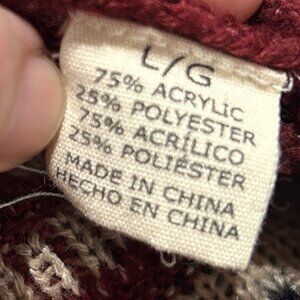 L/G
75% ACRYLIC
25% POLYESTER
75% ACRÍLICO
25% POLIÉSTER
MADE IN CHINA
HECHO EN CHINA